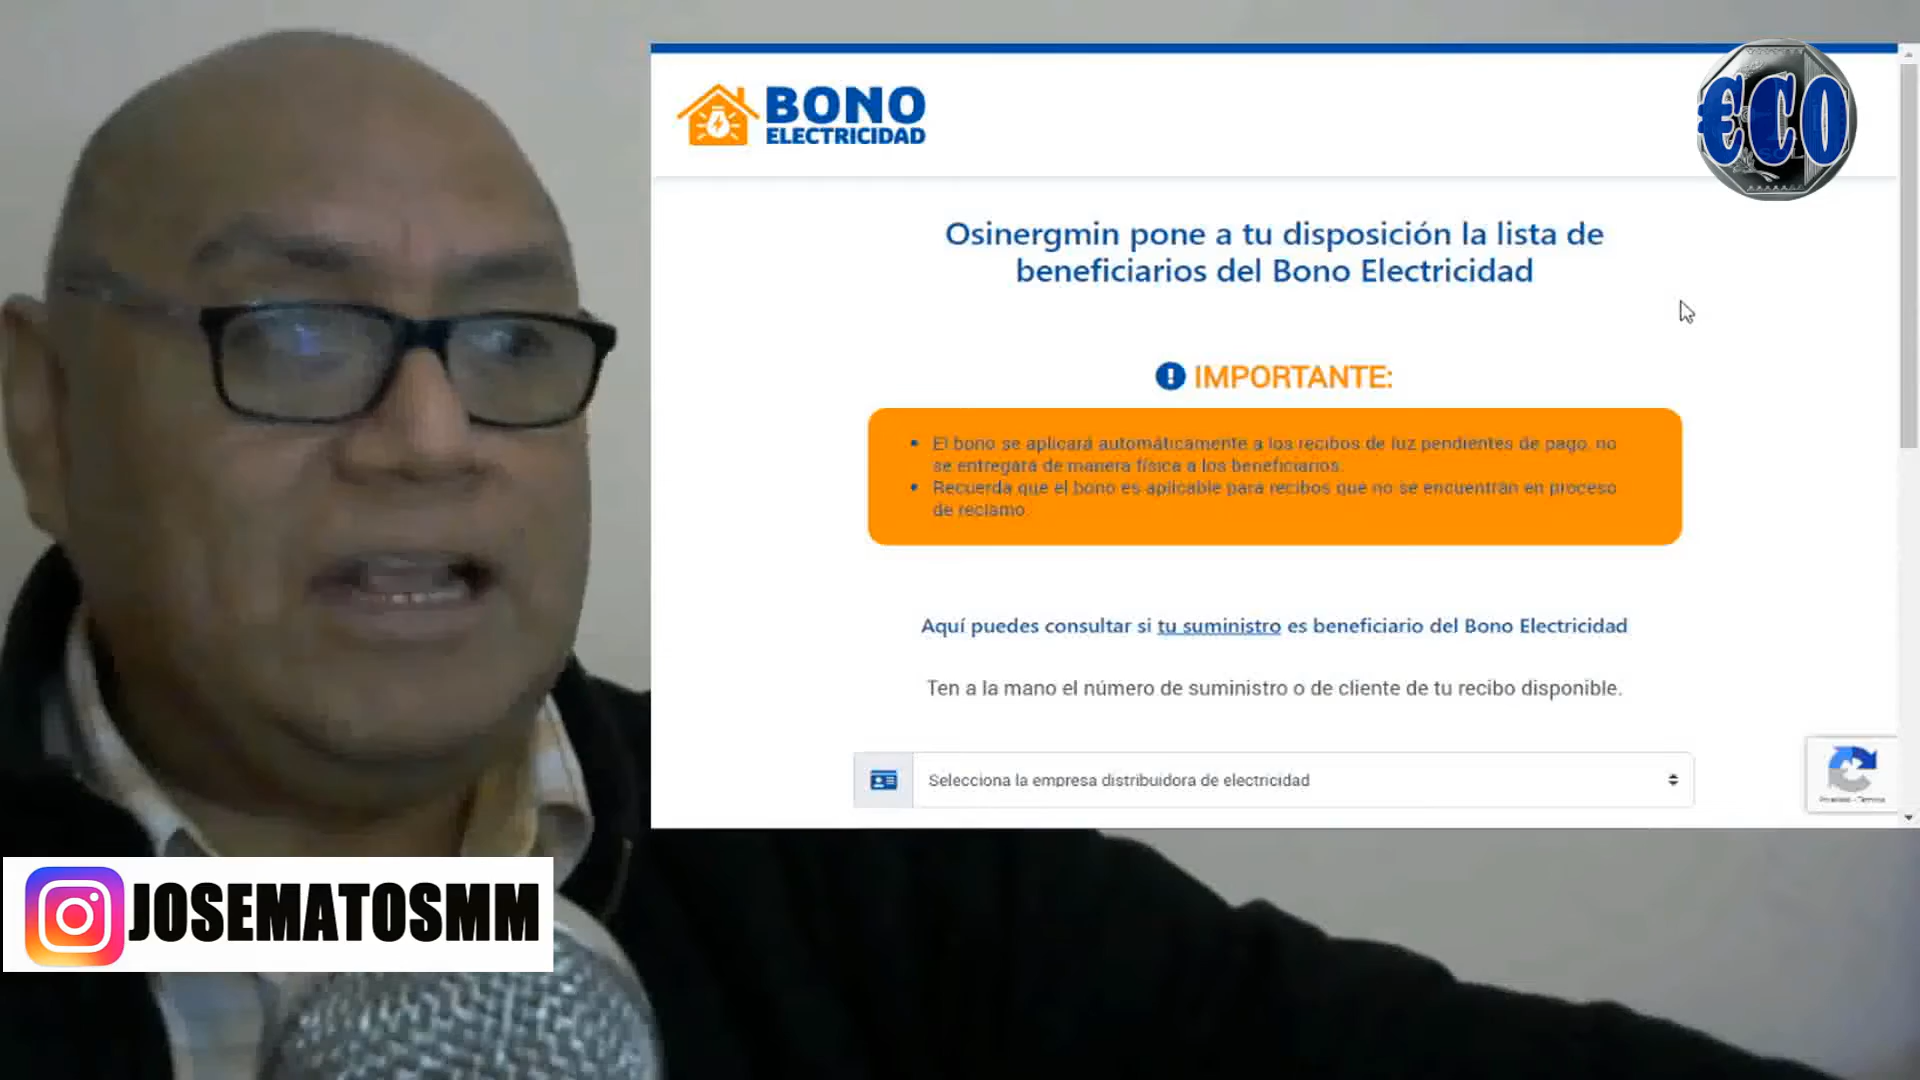 BONO
ELECTRICIDAD
€CO
Osinergmin pone a tu disposición la lista de
beneficiarios del Bono Electricidad
IMPORTANTE:
El bono se aplicará automáticamente a los recibos de luz pendientes de pago, no
se entregará de manera física a los beneficiarios.
Recuerda que el bono es aplicable para recibos que no se encuentran en proceso
de reclamo.
Aquí puedes consultar si tu suministro es beneficiario del Bono Electricidad
Ten a la mano el número de suministro o de cliente de tu recibo disponible.
Selecciona la empresa distribuidora de electricidad
JOSEMATOSMM